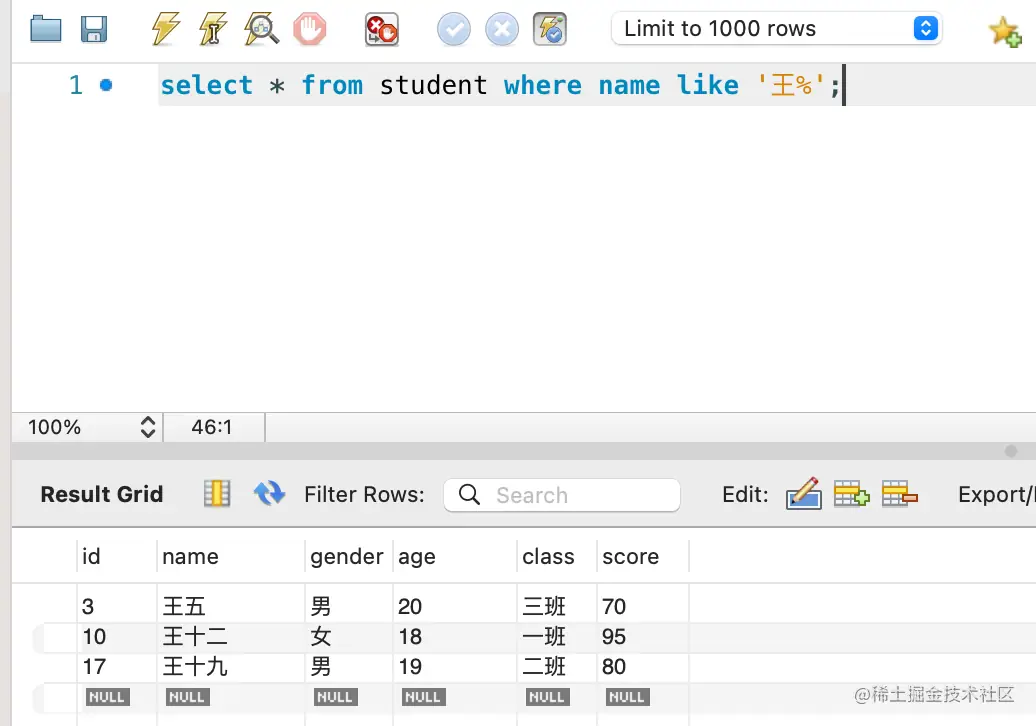 Limit to 1000 rows
1 select * from student where name like '王%';
100% 46:1
Result Grid Filter Rows: Search Edit: Export/
id name gender age class score
3 王五 男 20 三班 70
10 王十二 女 18 一班 95
17 王十九 男 19 二班 80
NULL NULL NULL NULL NULL NULL
@稀土掘金技术社区